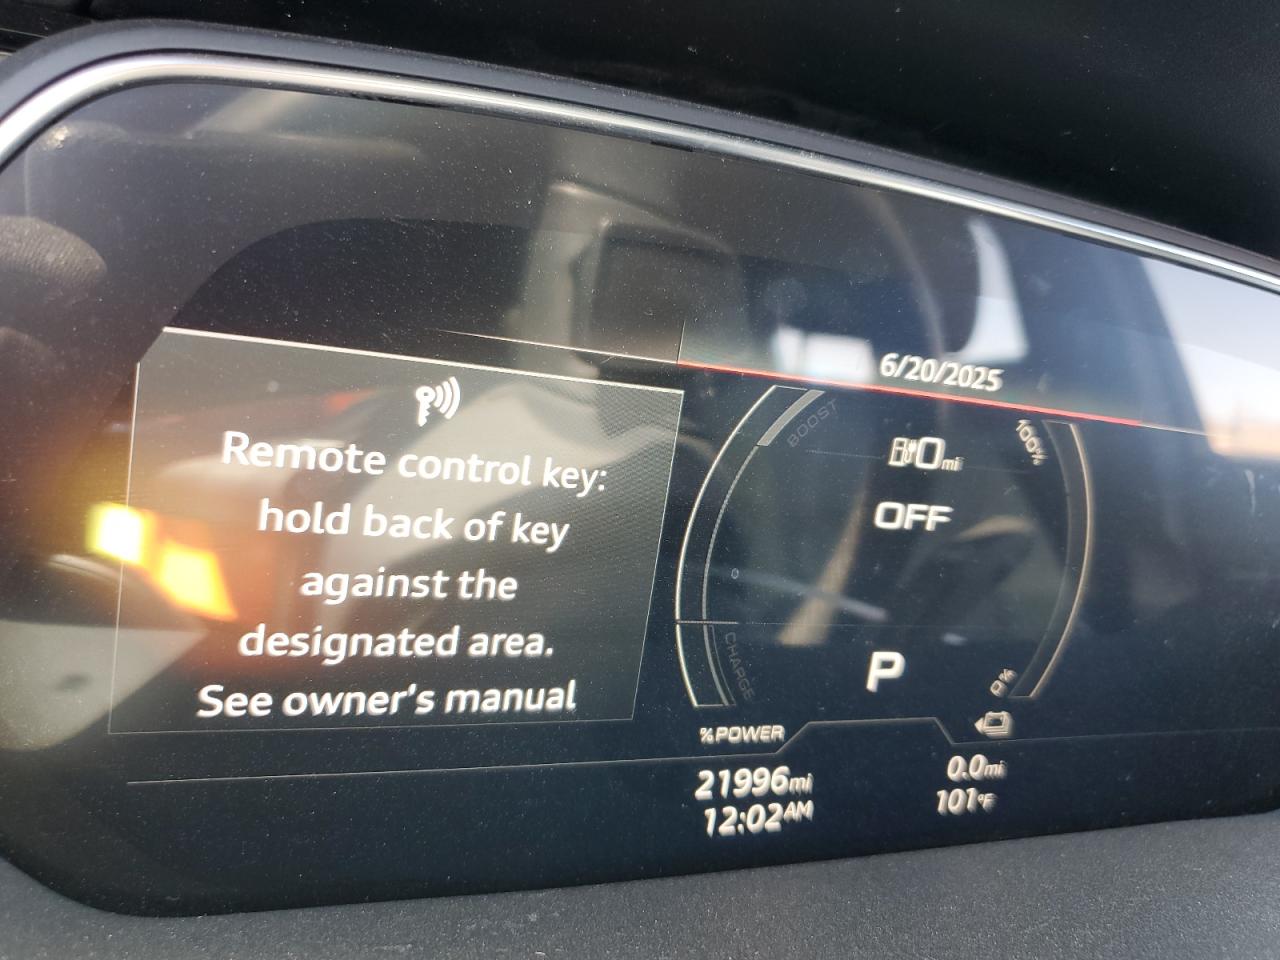 6/20/2025
Remote control key:
hold back of key
against the
designated area.
See owner's manual
BOOST
100%
0mi
OFF
0
CHARGE
P
0%
%POWER
21996mi
0.0mi
12:02AM
101°F